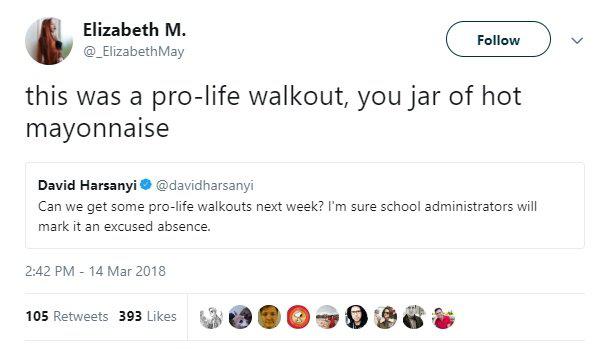 Elizabeth M.
@_ElizabethMay
Follow
this was a pro-life walkout, you jar of hot
mayonnaise
David Harsanyi @davidharsanyi
Can we get some pro-life walkouts next week? I'm sure school administrators will
mark it an excused absence.
2:42 PM - 14 Mar 2018
105 Retweets 393 Likes